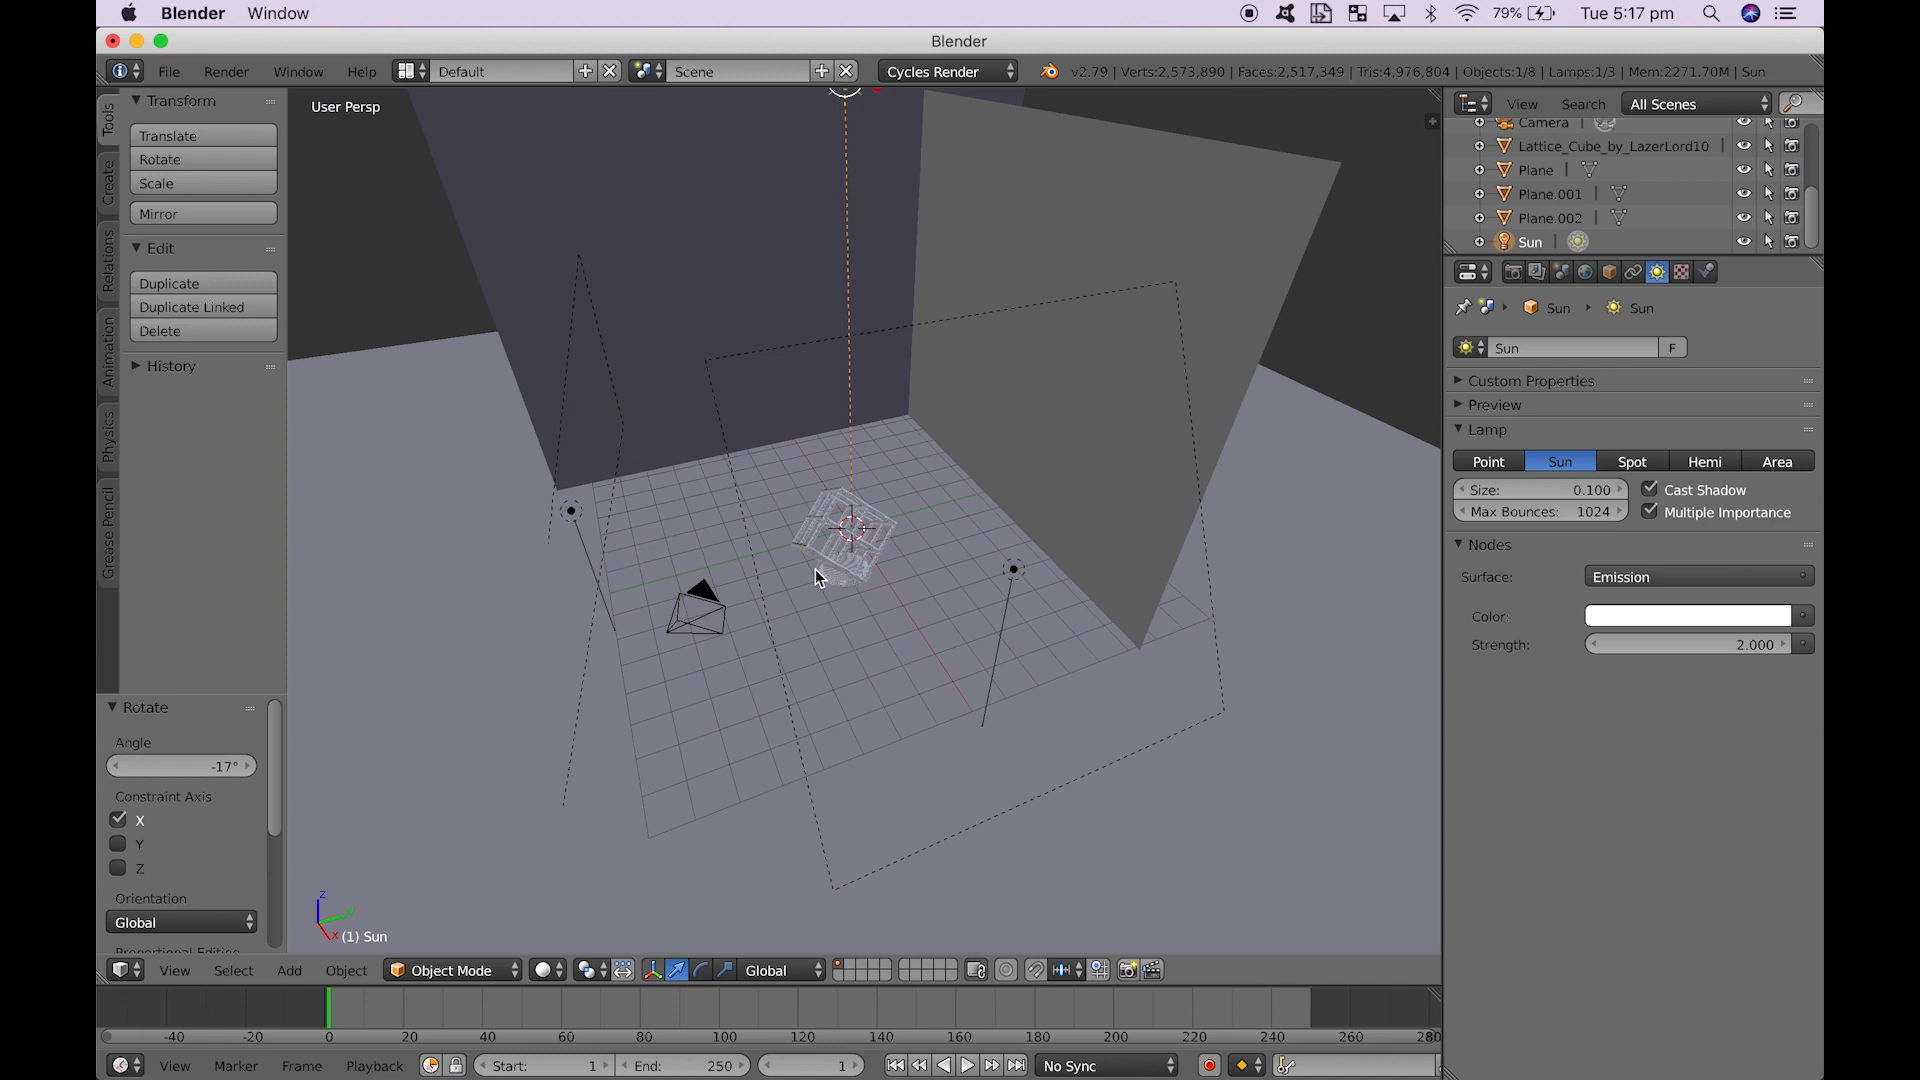 Blender Window 79% Tue 5:17 pm
Blender
File Render Window Help Default Scene Cycles Render v2.79 | Verts:2,573,890 | Faces:2,517,349 | Tris:4,976,804 | Objects:1/8 | Lamps:1/3 | Mem:2271.70M | Sun
Tools
Create
Relations
Animation
Physics
Grease Pencil
Transform
Translate
Rotate
Scale
Mirror
Edit
Duplicate
Duplicate Linked
Delete
History
Rotate
Angle
-17°
Constraint Axis
X
Y
Z
Orientation
Global
Proportional Editing
User Persp
Z
X
(1) Sun
View Search All Scenes
Camera
Lattice_Cube_by_LazerLord10
Plane
Plane.001
Plane.002
Sun
Sun Sun
Sun F
Custom Properties
Preview
Lamp
Point Sun Spot Hemi Area
Size: 0.100 Cast Shadow
Max Bounces: 1024 Multiple Importance
Nodes
Surface: Emission
Color:
Strength: 2.000
View Select Add Object Object Mode Global
-40 -20 0 20 40 60 80 100 120 140 160 180 200 220 240 260 280
View Marker Frame Playback Start: 1 End: 250 1 No Sync